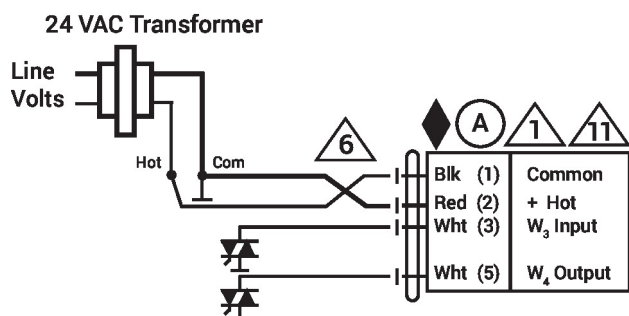 24 VAC Transformer
Line
Volts
Hot
Com
6
A
1
11
Blk (1) Common
Red (2) + Hot
Wht (3) W₃ Input
Wht (5) W₄ Output